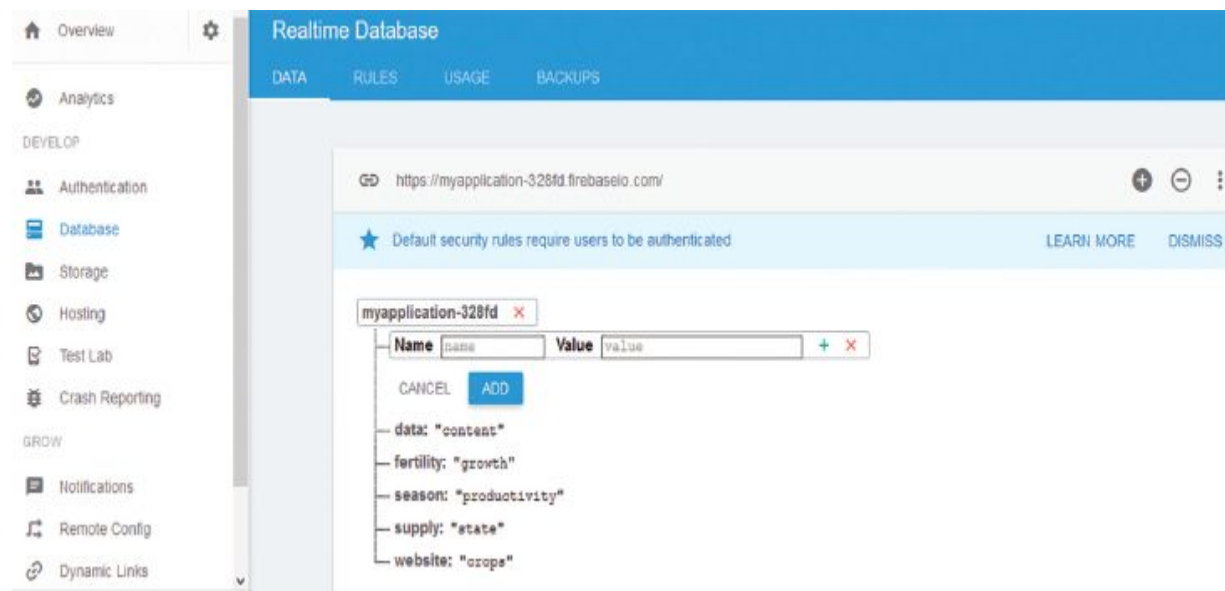 Overview
Analytics
DEVELOP
Authentication
Database
Storage
Hosting
Test Lab
Crash Reporting
GROW
Notifications
Remote Config
Dynamic Links
Realtime Database
DATA RULES USAGE BACKUPS
https://myapplication-328fd.firebaseio.com/
Default security rules require users to be authenticated LEARN MORE DISMISS
myapplication-328fd
Name name Value value
CANCEL ADD
data: "content"
fertility: "growth"
season: "productivity"
supply: "state"
website: "crops"